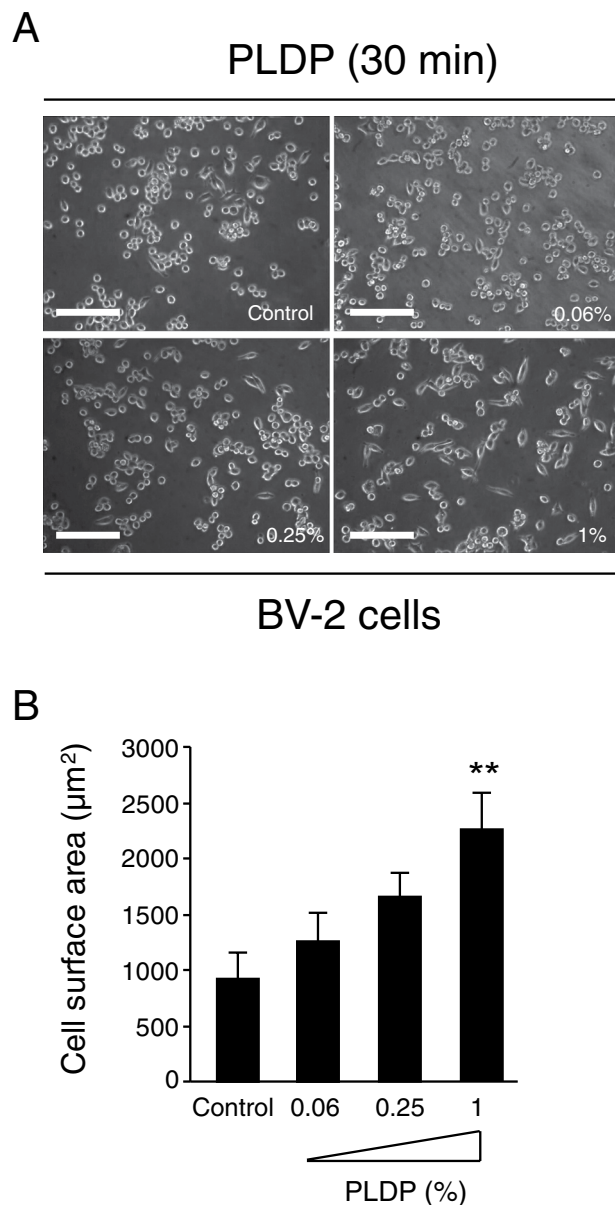 A
PLDP (30 min)
Control
0.06%
0.25%
1%
BV-2 cells
B
Cell surface area (µm²)
3000
2500
2000
1500
1000
500
0
**
Control 0.06 0.25 1
PLDP (%)